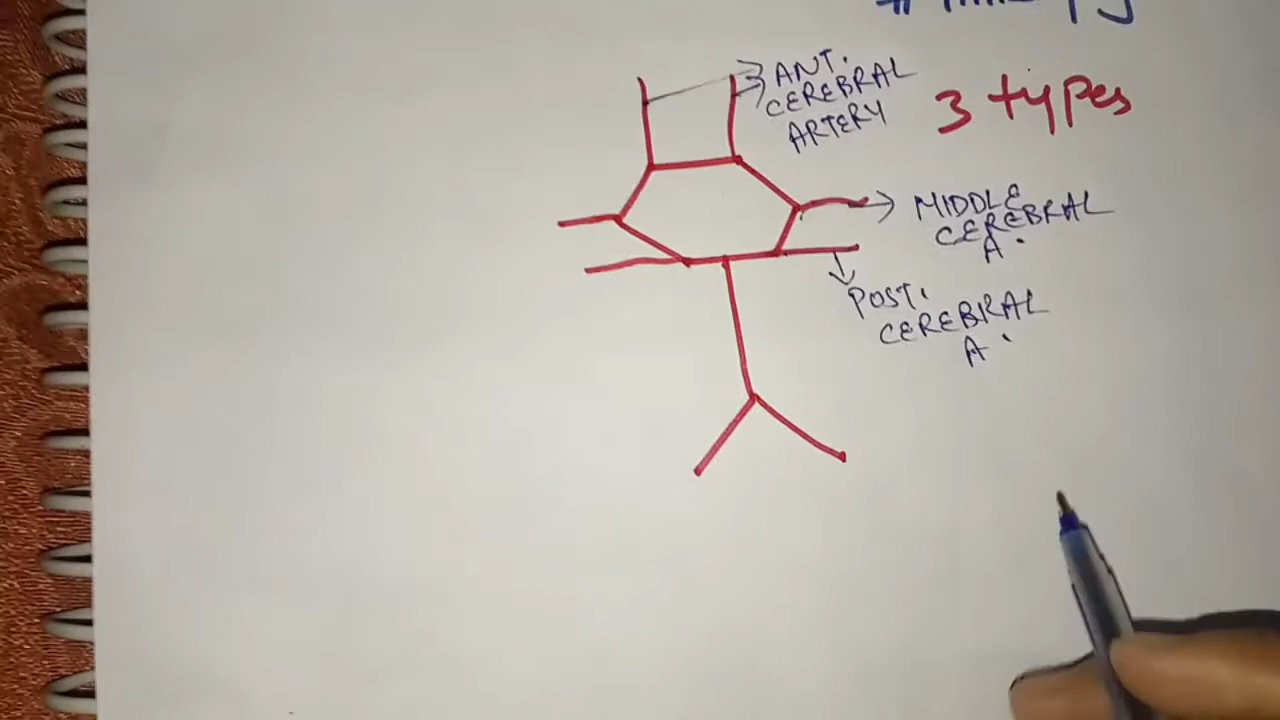 ANT.
CEREBRAL
ARTERY
3 types
MIDDLE
CEREBRAL
A.
POST.
CEREBRAL
A.